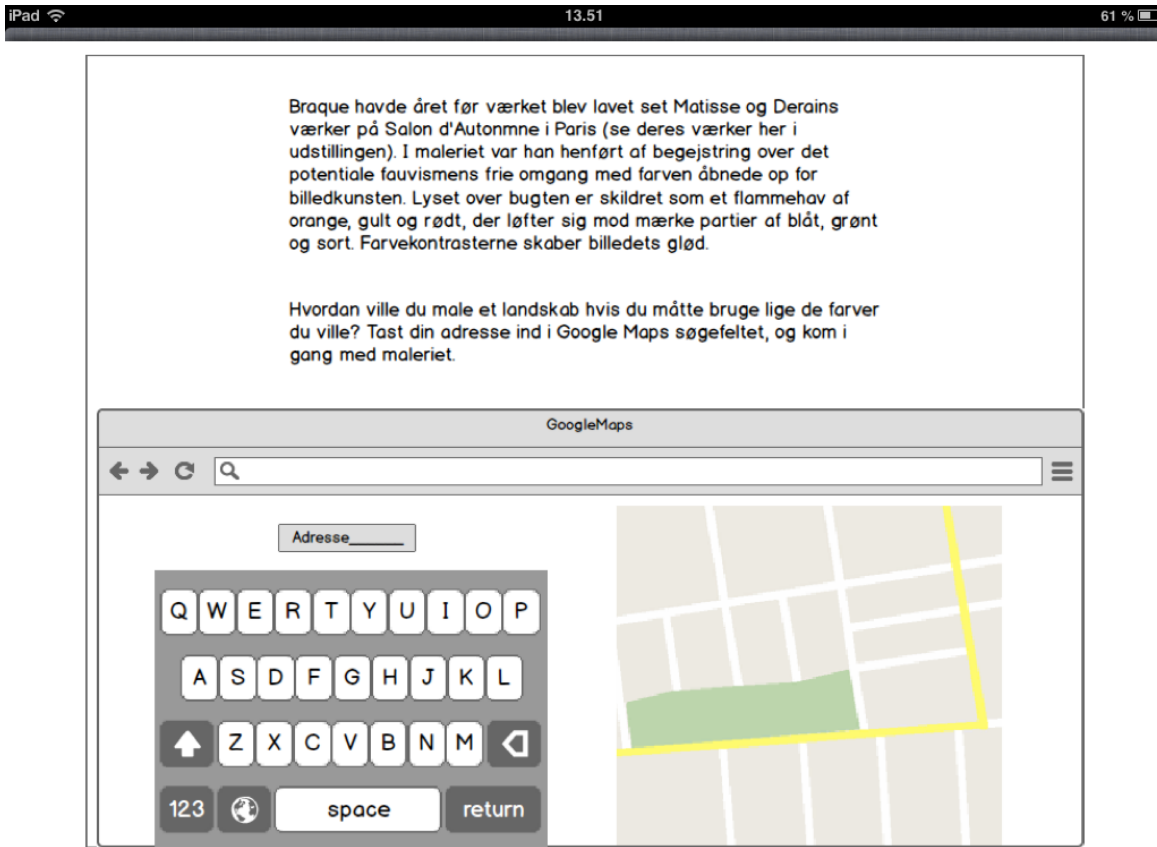 iPad 13.51 61 %
Braque havde året før værket blev lavet set Matisse og Derains
værker på Salon d'Autonmne i Paris (se deres værker her i
udstillingen). I maleriet var han henført af begejstring over det
potentiale fauvismens frie omgang med farven åbnede op for
billedkunsten. Lyset over bugten er skildret som et flammehav af
orange, gult og rødt, der løfter sig mod mærke partier af blåt, grønt
og sort. Farvekontrasterne skaber billedets glød.
Hvordan ville du male et landskab hvis du måtte bruge lige de farver
du ville? Tast din adresse ind i Google Maps søgefeltet, og kom i
gang med maleriet.
GoogleMaps
Adresse______
Q W E R T Y U I O P
A S D F G H J K L
Z X C V B N M
123 space return